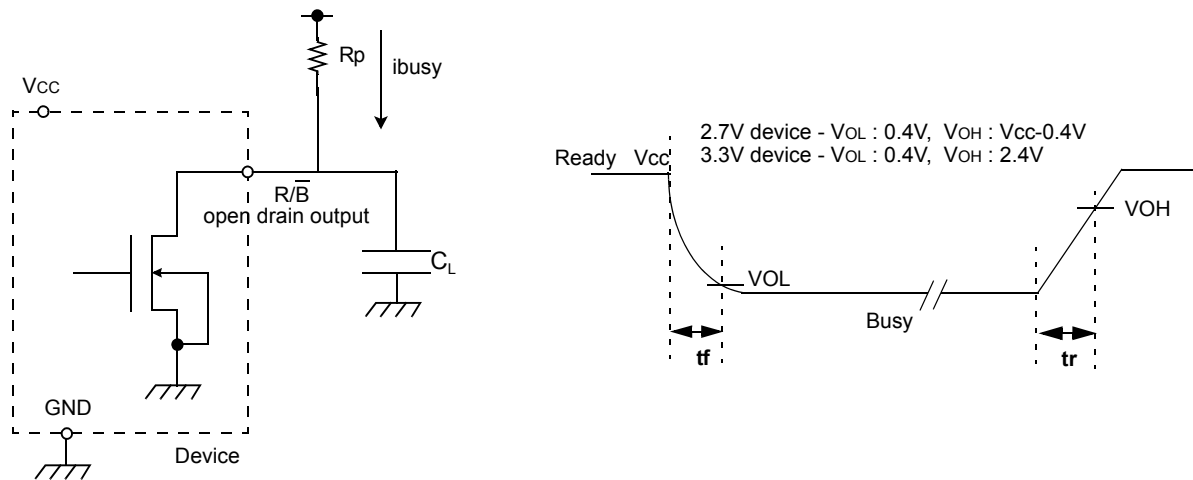 Rp
ibusy
VCC
R/B̅
open drain output
CL
GND
Device
2.7V device - VOL : 0.4V, VOH : Vcc-0.4V
3.3V device - VOL : 0.4V, VOH : 2.4V
Ready Vcc
VOH
VOL
Busy
tf
tr